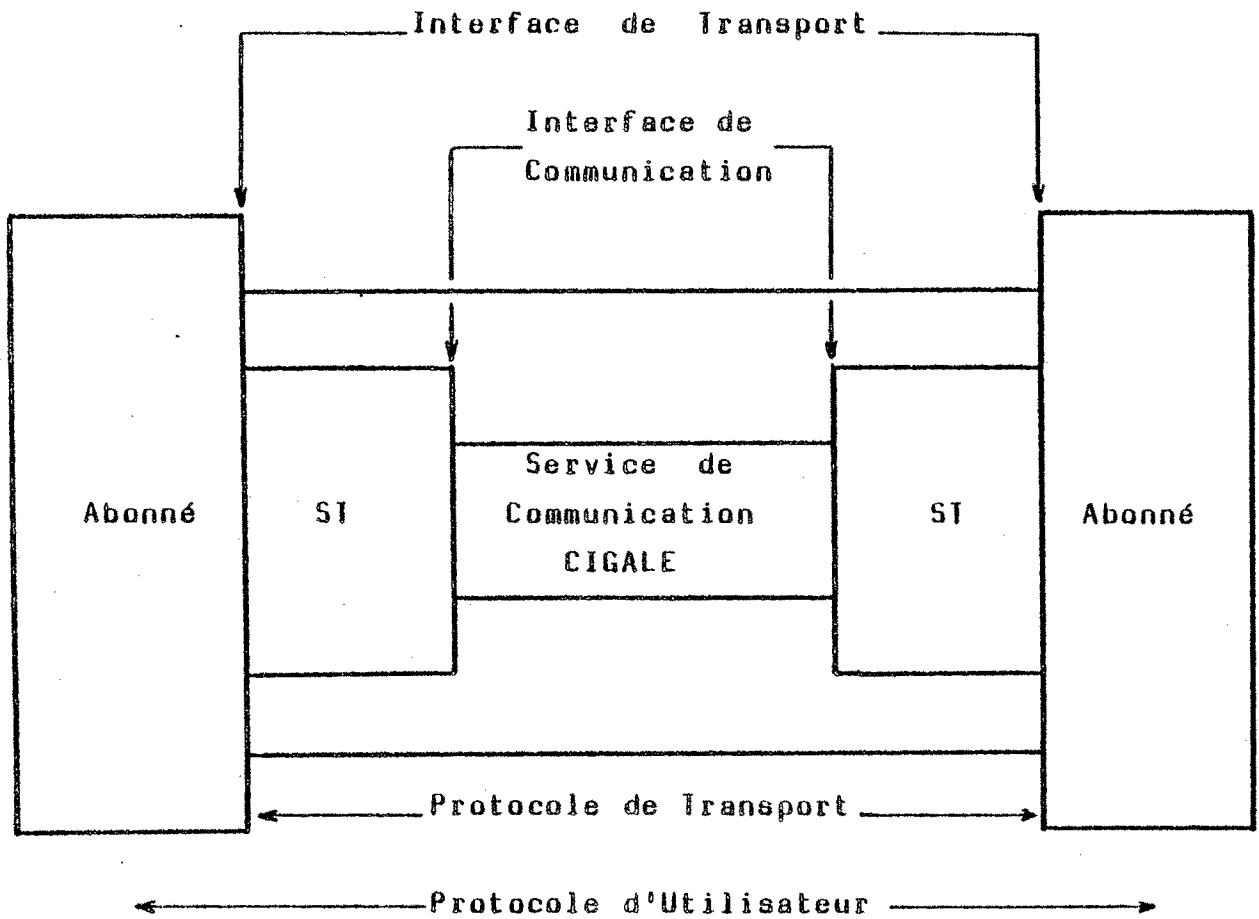 Interface de Transport
Interface de
Communication
Service de
Abonné ST Communication ST Abonné
CIGALE
Protocole de Transport
Protocole d'Utilisateur